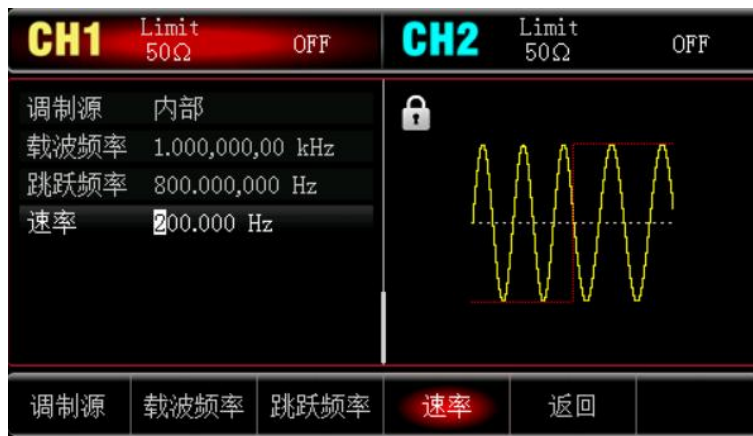 CH1 Limit 50Ω OFF
CH2 Limit 50Ω OFF
调制源 内部
载波频率 1.000,000,00 kHz
跳跃频率 800.000,000 Hz
速率 200.000 Hz
调制源 载波频率 跳跃频率 速率 返回